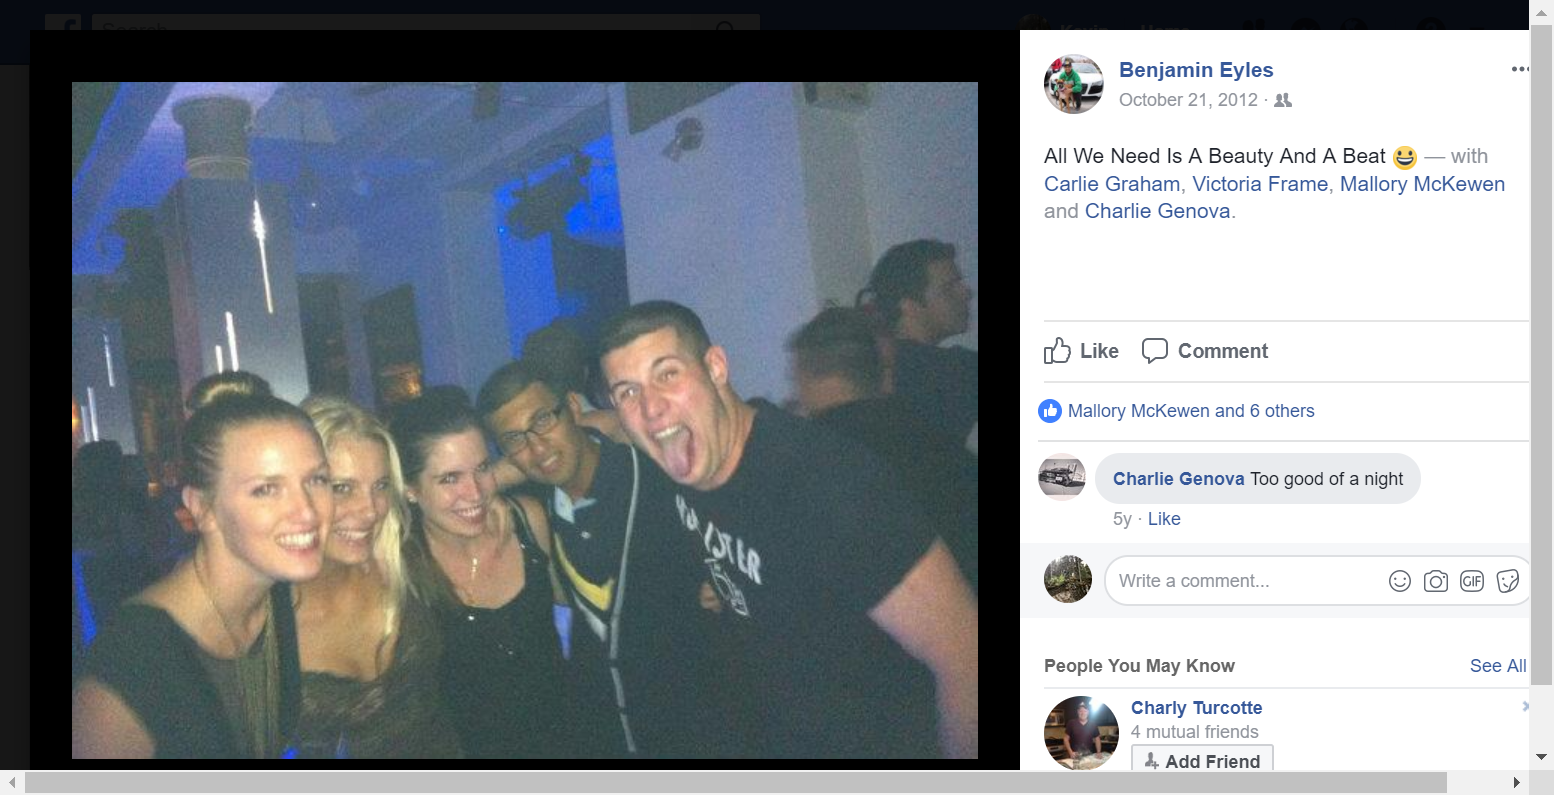 Search
Benjamin Eyles
October 21, 2012 ·
All We Need Is A Beauty And A Beat 😀 — with
Carlie Graham, Victoria Frame, Mallory McKewen
and Charlie Genova.
Like Comment
Mallory McKewen and 6 others
Charlie Genova Too good of a night
5y · Like
Write a comment...
GIF
People You May Know
See All
Charly Turcotte
4 mutual friends
Add Friend